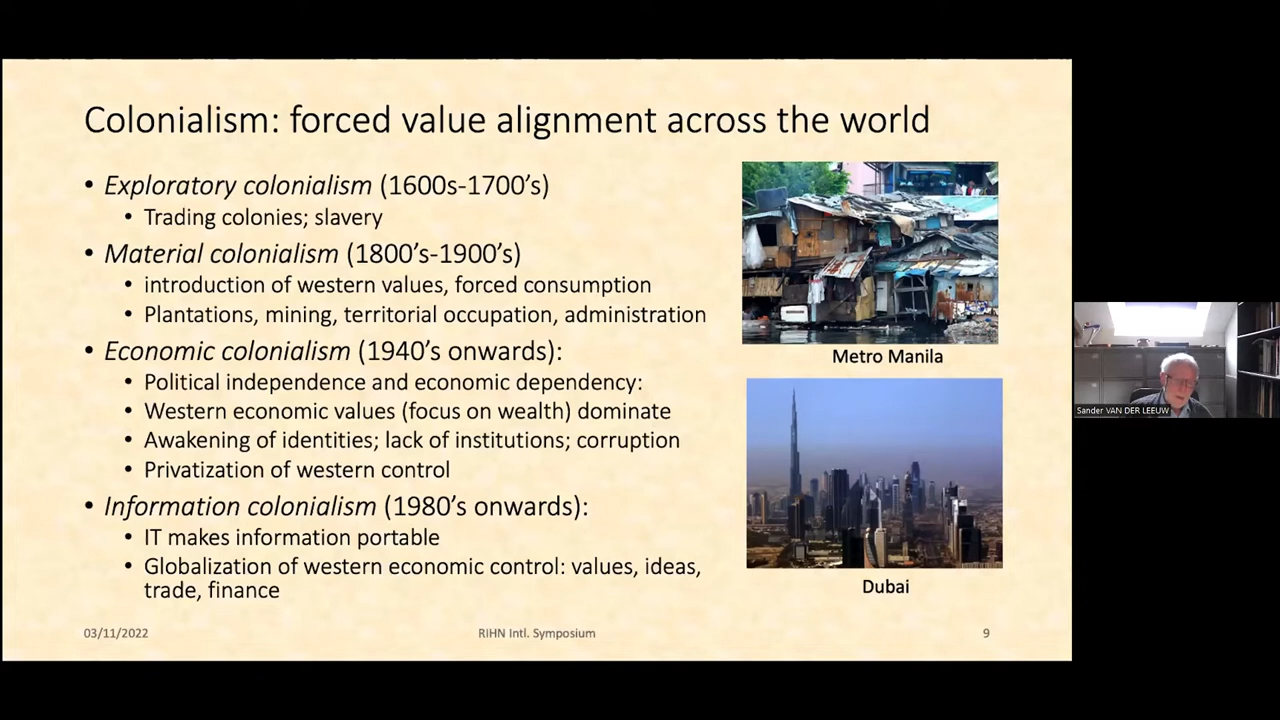 Colonialism: forced value alignment across the world
• Exploratory colonialism (1600s-1700’s)
• Trading colonies; slavery
• Material colonialism (1800’s-1900’s)
• introduction of western values, forced consumption
• Plantations, mining, territorial occupation, administration
• Economic colonialism (1940’s onwards):
• Political independence and economic dependency:
• Western economic values (focus on wealth) dominate
• Awakening of identities; lack of institutions; corruption
• Privatization of western control
• Information colonialism (1980’s onwards):
• IT makes information portable
• Globalization of western economic control: values, ideas,
trade, finance
Metro Manila
Dubai
03/11/2022
RIHN Intl. Symposium
9
Sander VAN DER LEEUW